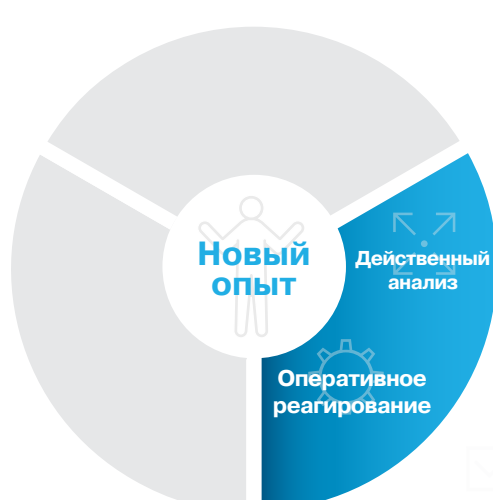 Новый
опыт
Действенный
анализ
Оперативное
реагирование